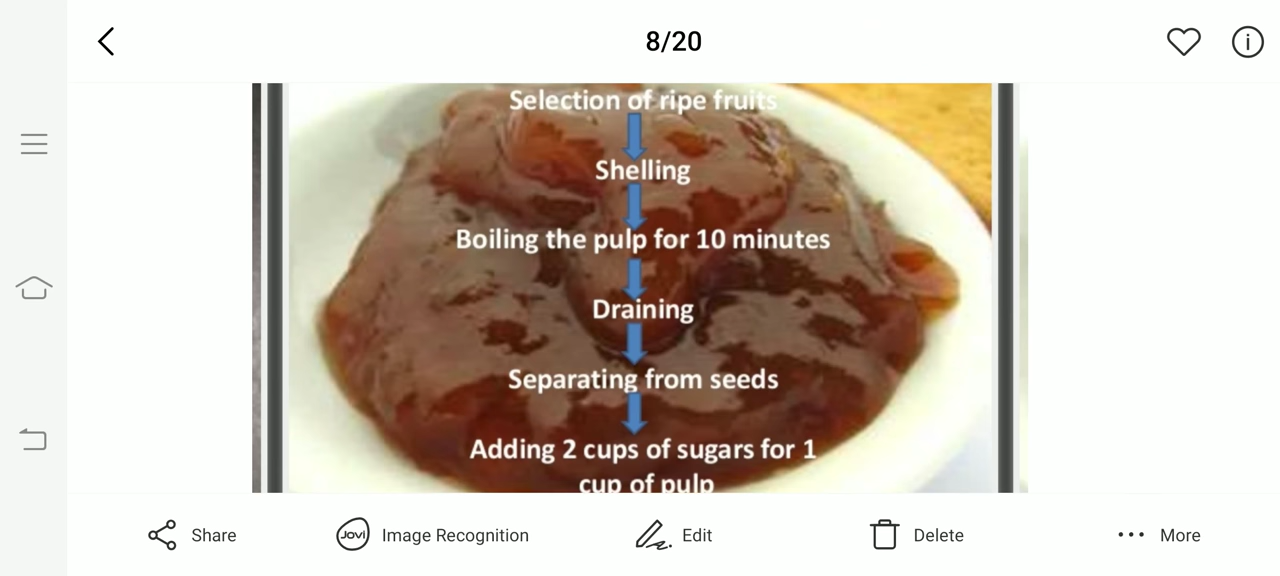 8/20
Selection of ripe fruits
Shelling
Boiling the pulp for 10 minutes
Draining
Separating from seeds
Adding 2 cups of sugars for 1
cup of pulp
Share
Jovi
Image Recognition
Edit
Delete
More